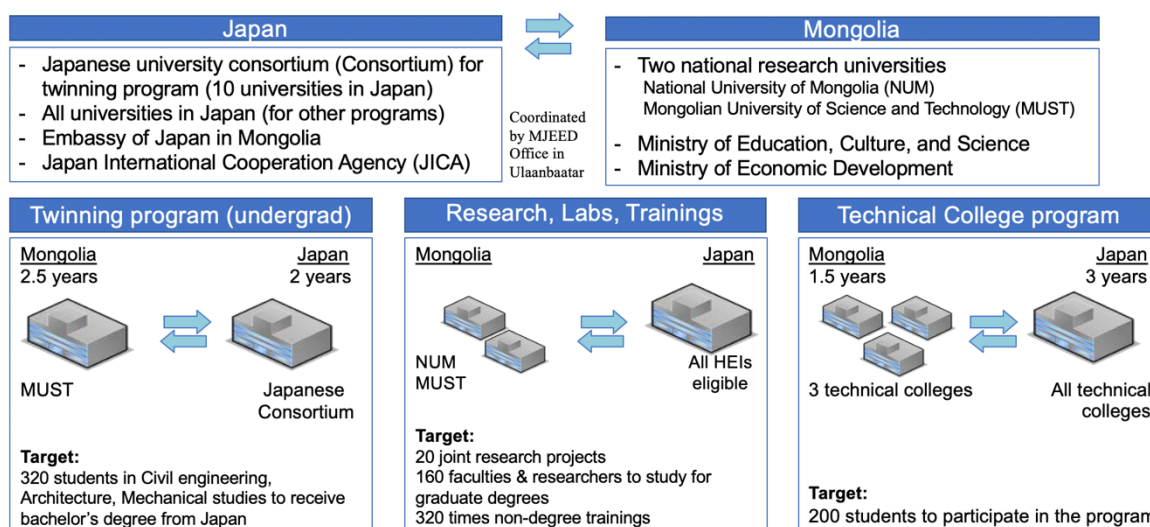 Japan
- Japanese university consortium (Consortium) for
twinning program (10 universities in Japan)
- All universities in Japan (for other programs)
- Embassy of Japan in Mongolia
- Japan International Cooperation Agency (JICA)
Coordinated
by MJEED
Office in
Ulaanbaatar
Mongolia
- Two national research universities
National University of Mongolia (NUM)
Mongolian University of Science and Technology (MUST)
- Ministry of Education, Culture, and Science
- Ministry of Economic Development
Twinning program (undergrad)
Mongolia Japan
2.5 years 2 years
MUST Japanese
Consortium
Target:
320 students in Civil engineering,
Architecture, Mechanical studies to receive
bachelor's degree from Japan
Research, Labs, Trainings
Mongolia Japan
NUM All HEIs
MUST eligible
Target:
20 joint research projects
160 faculties & researchers to study for
graduate degrees
320 times non-degree trainings
Technical College program
Mongolia Japan
1.5 years 3 years
3 technical colleges All technical
colleges
Target:
200 students to participate in the program